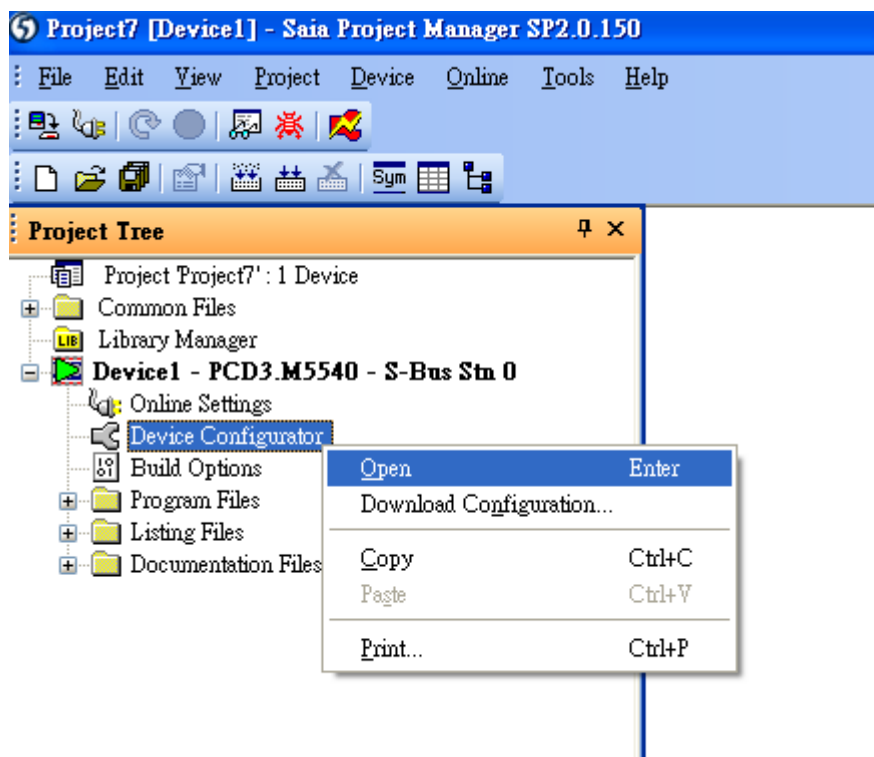 Project7 [Device1] - Saia Project Manager SP2.0.150
File Edit View Project Device Online Tools Help
Sym
Project Tree
Project 'Project7' : 1 Device
Common Files
LIB Library Manager
Device1 - PCD3.M5540 - S-Bus Stn 0
Online Settings
Device Configurator
Build Options
Program Files
Listing Files
Documentation Files
Open Enter
Download Configuration...
Copy Ctrl+C
Paste Ctrl+V
Print... Ctrl+P